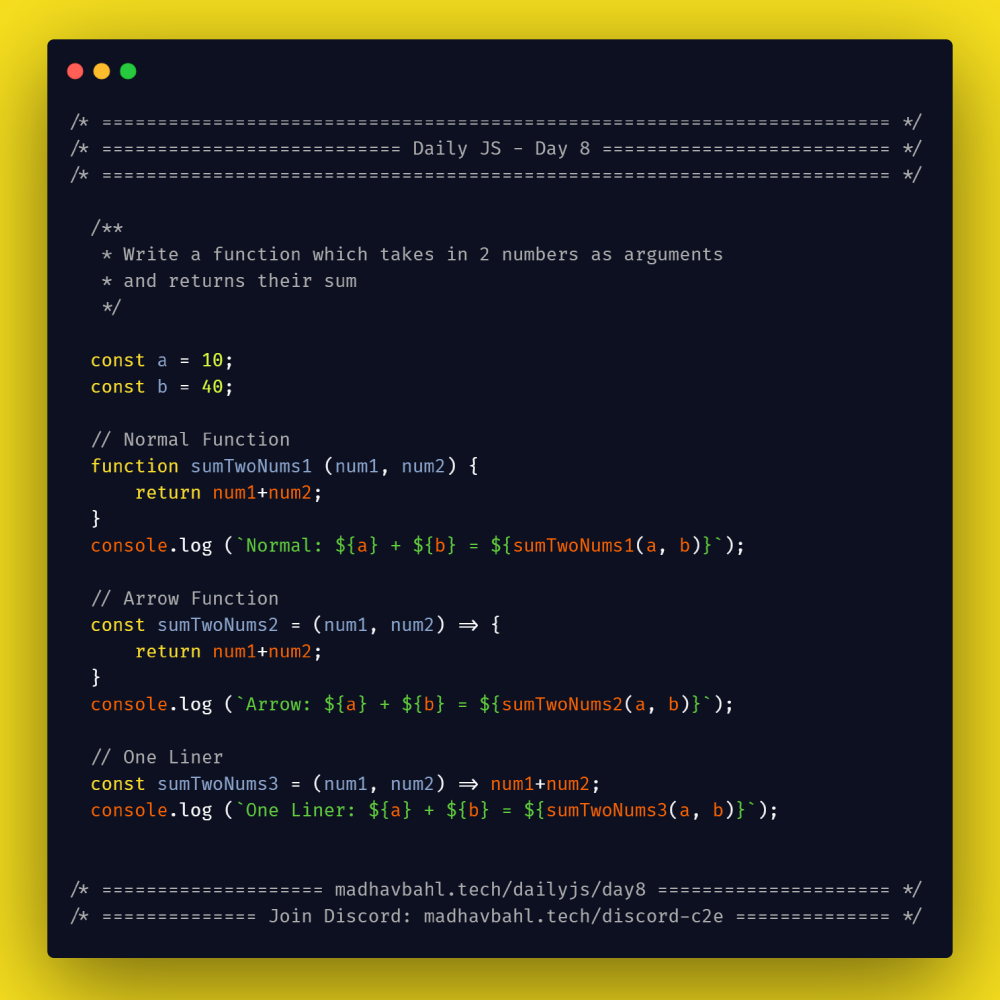 /* ======================================================================= */
/* =========================== Daily JS - Day 8 ========================== */
/* ======================================================================= */
/**
* Write a function which takes in 2 numbers as arguments
* and returns their sum
*/
const a = 10;
const b = 40;
// Normal Function
function sumTwoNums1 (num1, num2) {
return num1+num2;
}
console.log (`Normal: ${a} + ${b} = ${sumTwoNums1(a, b)}`);
// Arrow Function
const sumTwoNums2 = (num1, num2) => {
return num1+num2;
}
console.log (`Arrow: ${a} + ${b} = ${sumTwoNums2(a, b)}`);
// One Liner
const sumTwoNums3 = (num1, num2) => num1+num2;
console.log (`One Liner: ${a} + ${b} = ${sumTwoNums3(a, b)}`);
/* ==================== madhavbahl.tech/dailyjs/day8 ===================== */
/* ============== Join Discord: madhavbahl.tech/discord-c2e ============== */